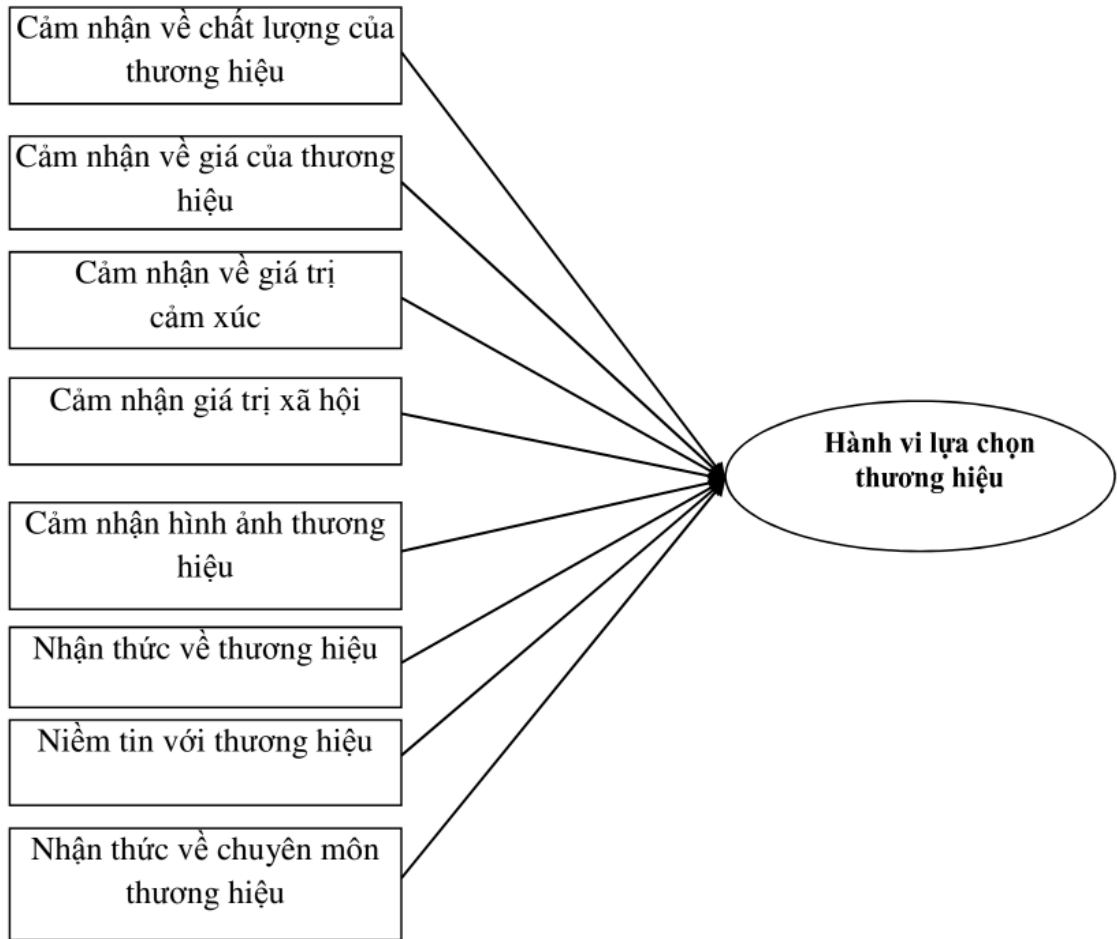 Cảm nhận về chất lượng của
thương hiệu
Cảm nhận về giá của thương
hiệu
Cảm nhận về giá trị
cảm xúc
Cảm nhận giá trị xã hội
Cảm nhận hình ảnh thương
hiệu
Nhận thức về thương hiệu
Niềm tin với thương hiệu
Nhận thức về chuyên môn
thương hiệu
Hành vi lựa chọn
thương hiệu